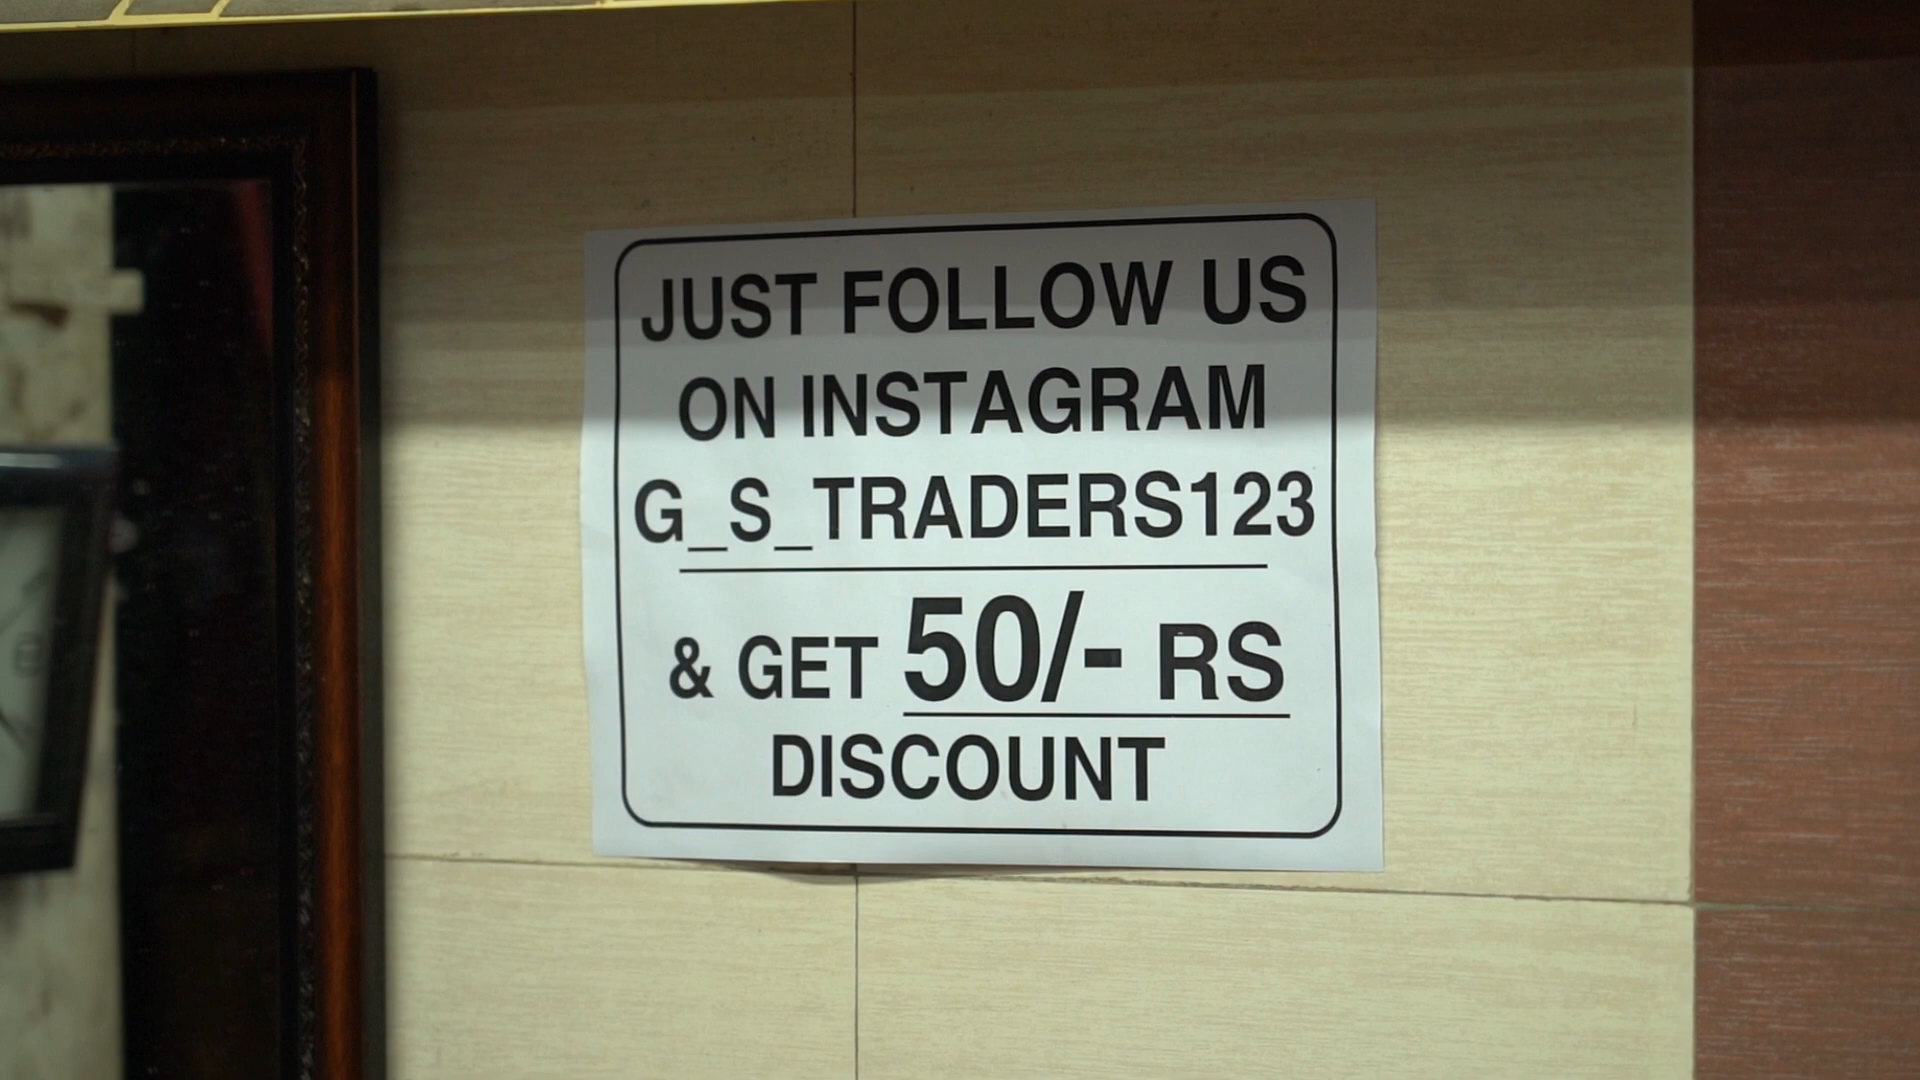 JUST FOLLOW US
ON INSTAGRAM
G_S_TRADERS123
& GET 50/- RS
DISCOUNT